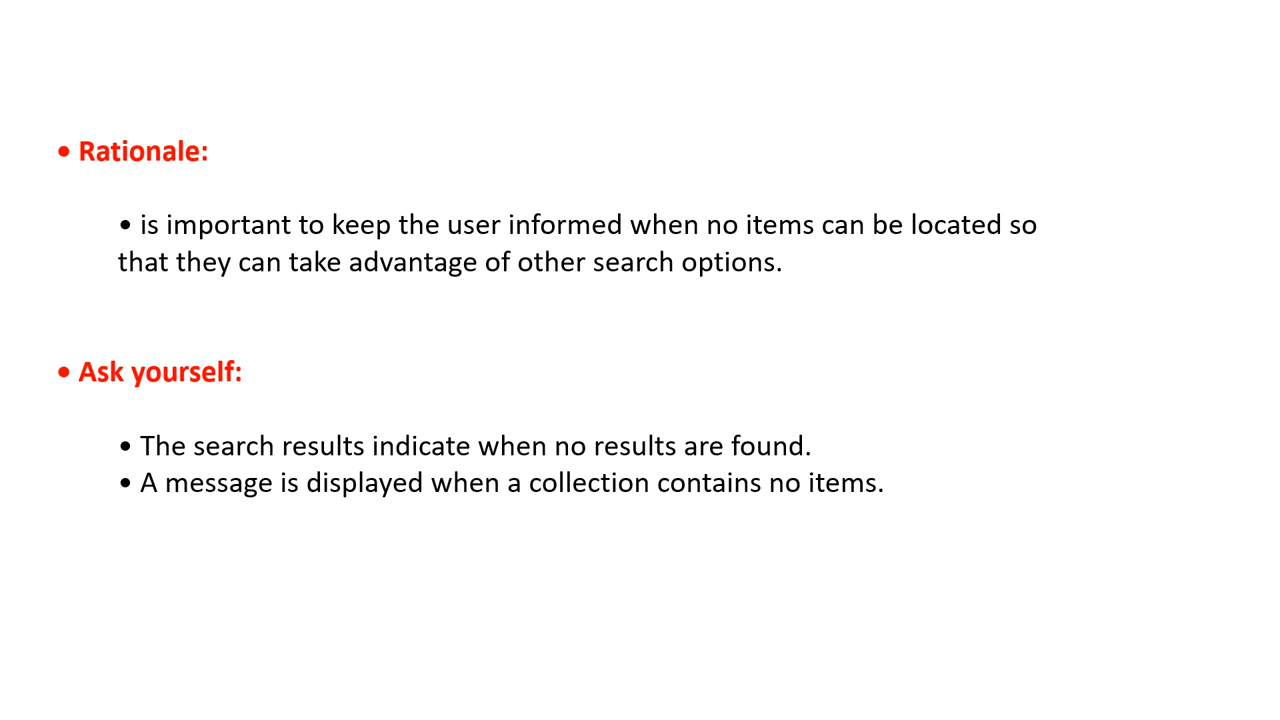 • Rationale:
• is important to keep the user informed when no items can be located so
that they can take advantage of other search options.
• Ask yourself:
• The search results indicate when no results are found.
• A message is displayed when a collection contains no items.